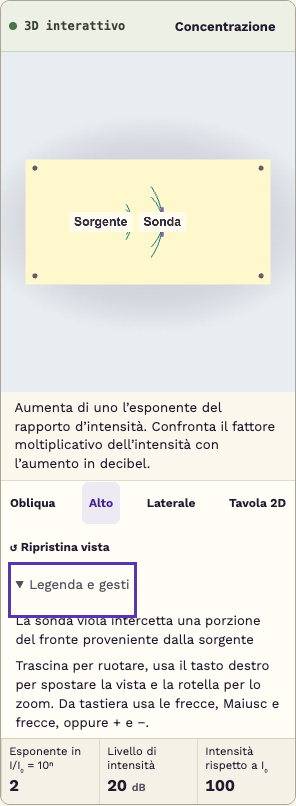 3D interattivo
Concentrazione
Sorgente
Sonda
Aumenta di uno l'esponente del
rapporto d'intensità. Confronta il fattore
moltiplicativo dell'intensità con
l'aumento in decibel.
Obliqua
Alto
Laterale
Tavola 2D
↺ Ripristina vista
▼ Legenda e gesti
La sonda viola intercetta una porzione
del fronte proveniente dalla sorgente
Trascina per ruotare, usa il tasto destro
per spostare la vista e la rotella per lo
zoom. Da tastiera usa le frecce, Maiusc e
frecce, oppure + e −.
Esponente in
I/I₀ = 10ⁿ
2
Livello di
intensità
20 dB
Intensità
rispetto a I₀
100